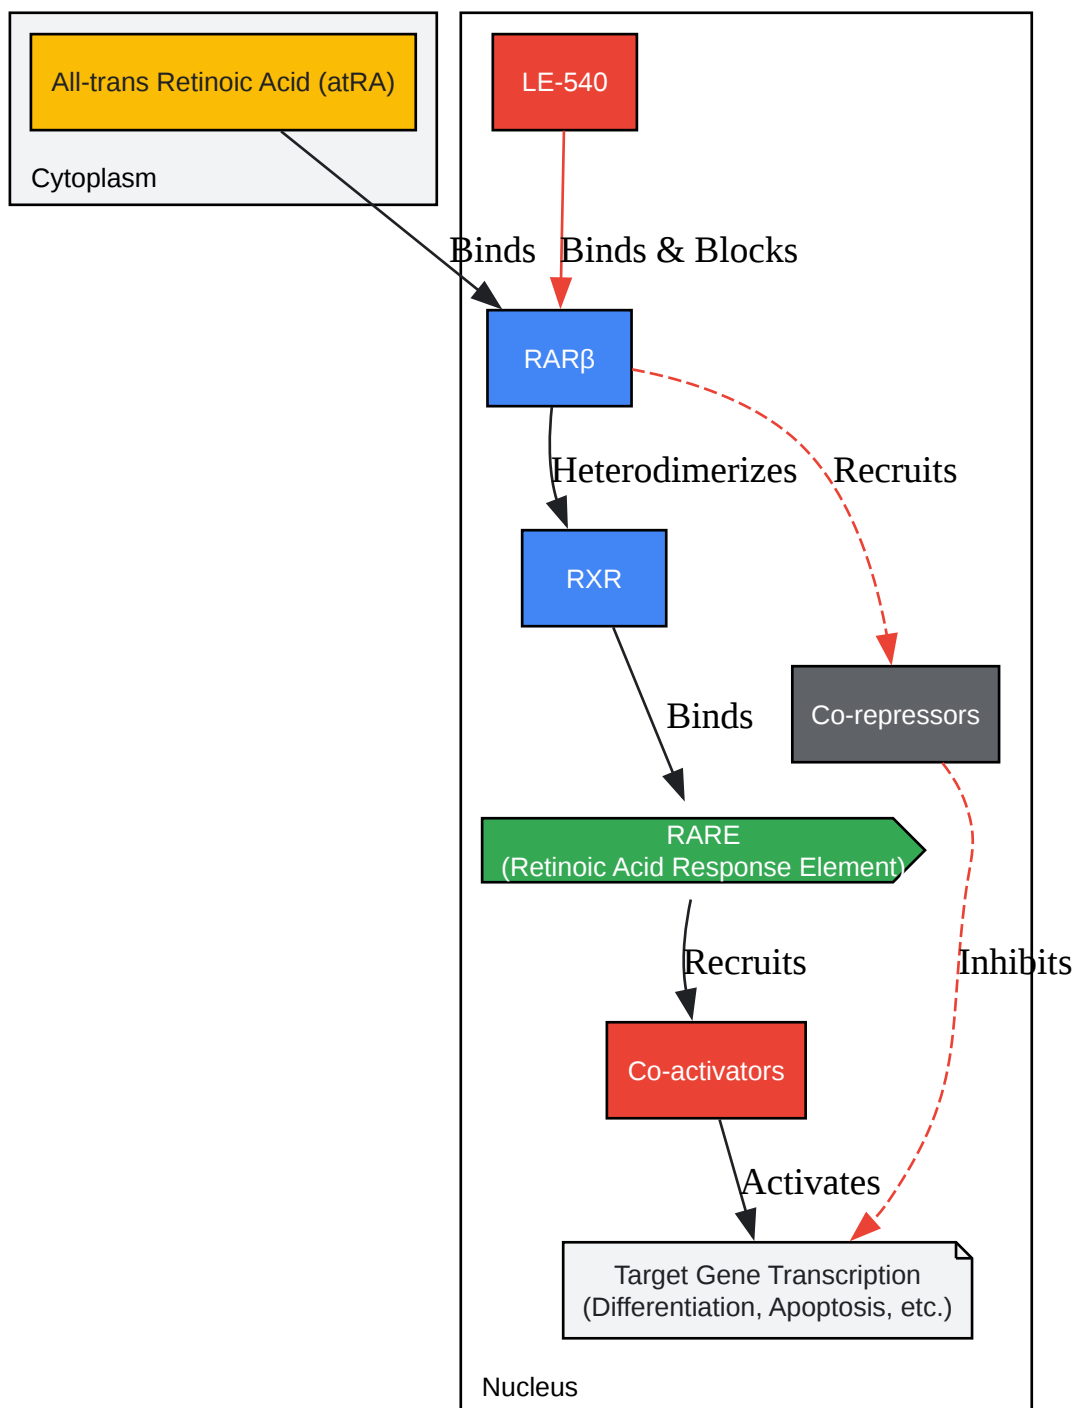 All-trans Retinoic Acid (atRA)
LE-540
Cytoplasm
Binds
Binds & Blocks
RARβ
Heterodimerizes
Recruits
RXR
Binds
Co-repressors
RARE
(Retinoic Acid Response Element)
Recruits
Inhibits
Co-activators
Activates
Target Gene Transcription
(Differentiation, Apoptosis, etc.)
Nucleus